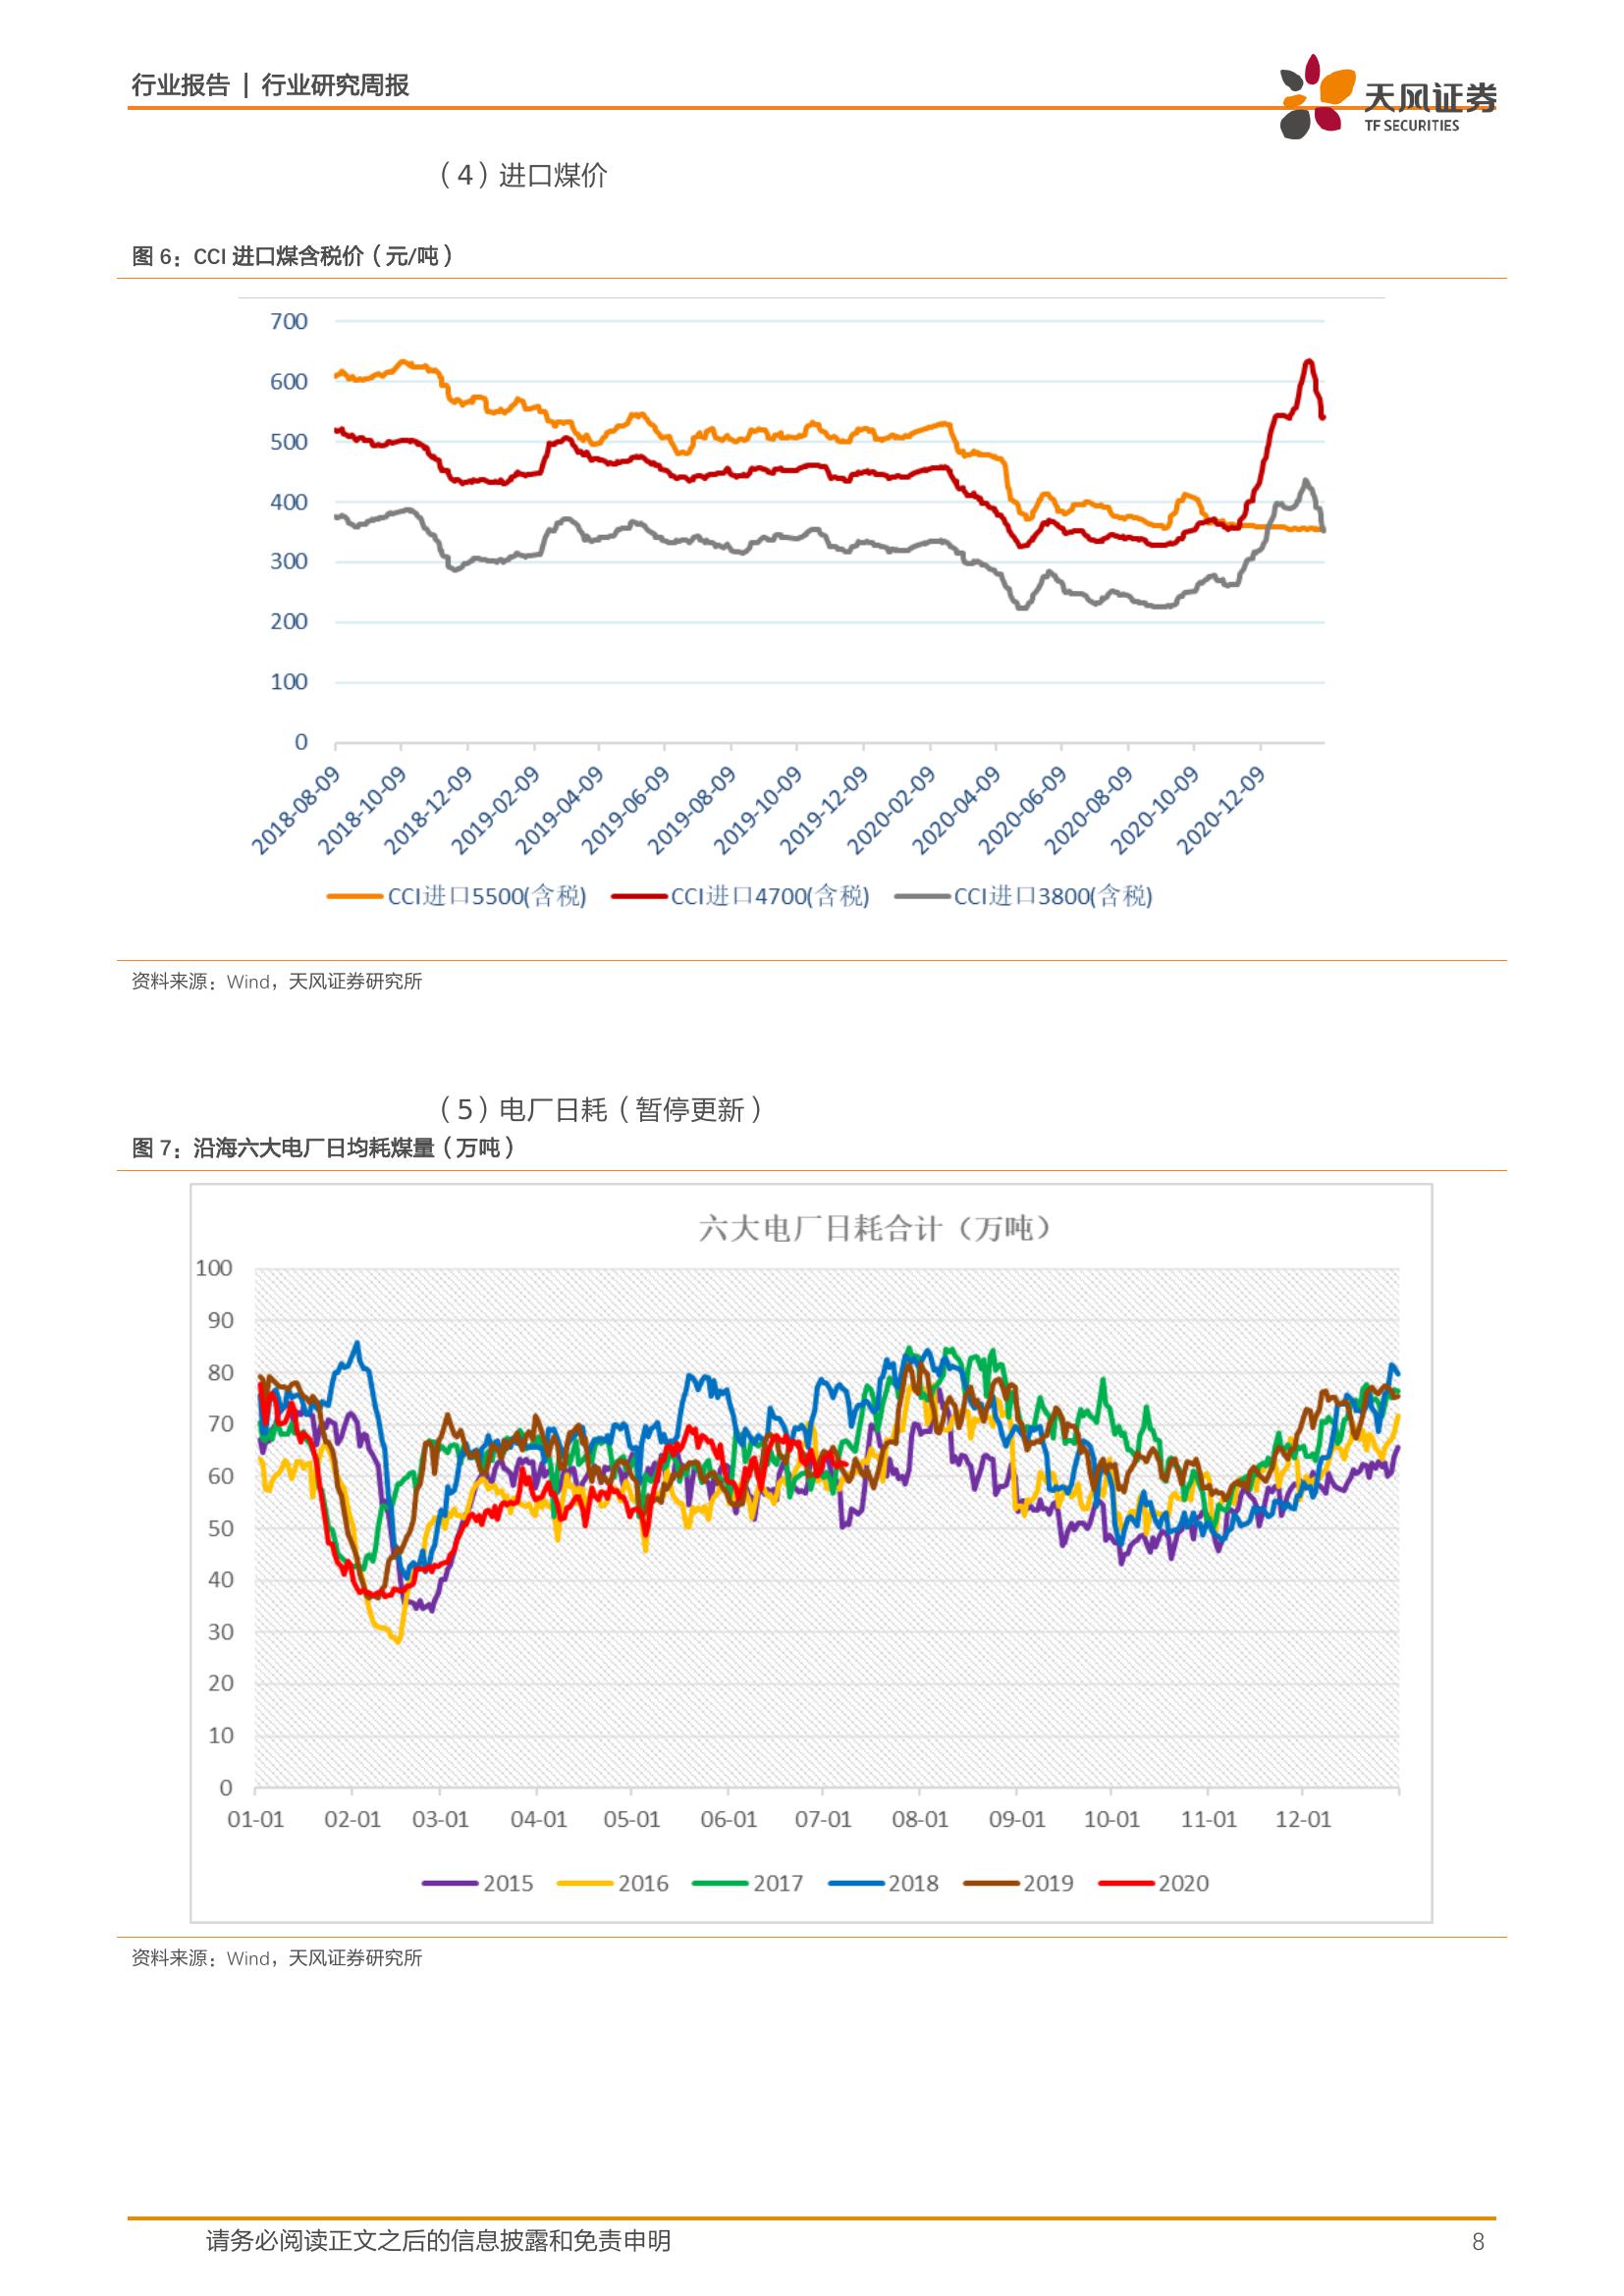 行业报告 | 行业研究周报
天风证券
TF SECURITIES
（4）进口煤价
图 6：CCI 进口煤含税价（元/吨）
700
600
500
400
300
200
100
0
2018-08-09
2018-10-09
2018-12-09
2019-02-09
2019-04-09
2019-06-09
2019-08-09
2019-10-09
2019-12-09
2020-02-09
2020-04-09
2020-06-09
2020-08-09
2020-10-09
2020-12-09
CCI进口5500(含税) CCI进口4700(含税) CCI进口3800(含税)
资料来源：Wind，天风证券研究所
（5）电厂日耗（暂停更新）
图 7：沿海六大电厂日均耗煤量（万吨）
六大电厂日耗合计（万吨）
100
90
80
70
60
50
40
30
20
10
0
01-01 02-01 03-01 04-01 05-01 06-01 07-01 08-01 09-01 10-01 11-01 12-01
2015 2016 2017 2018 2019 2020
资料来源：Wind，天风证券研究所
请务必阅读正文之后的信息披露和免责申明 8